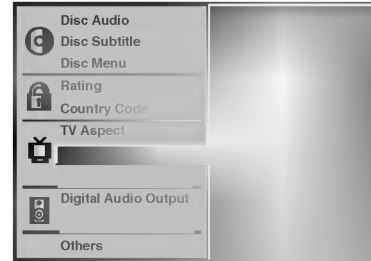 Disc Audio
Disc Subtitle
Disc Menu
Rating
Country Code
TV Aspect
Digital Audio Output
Others